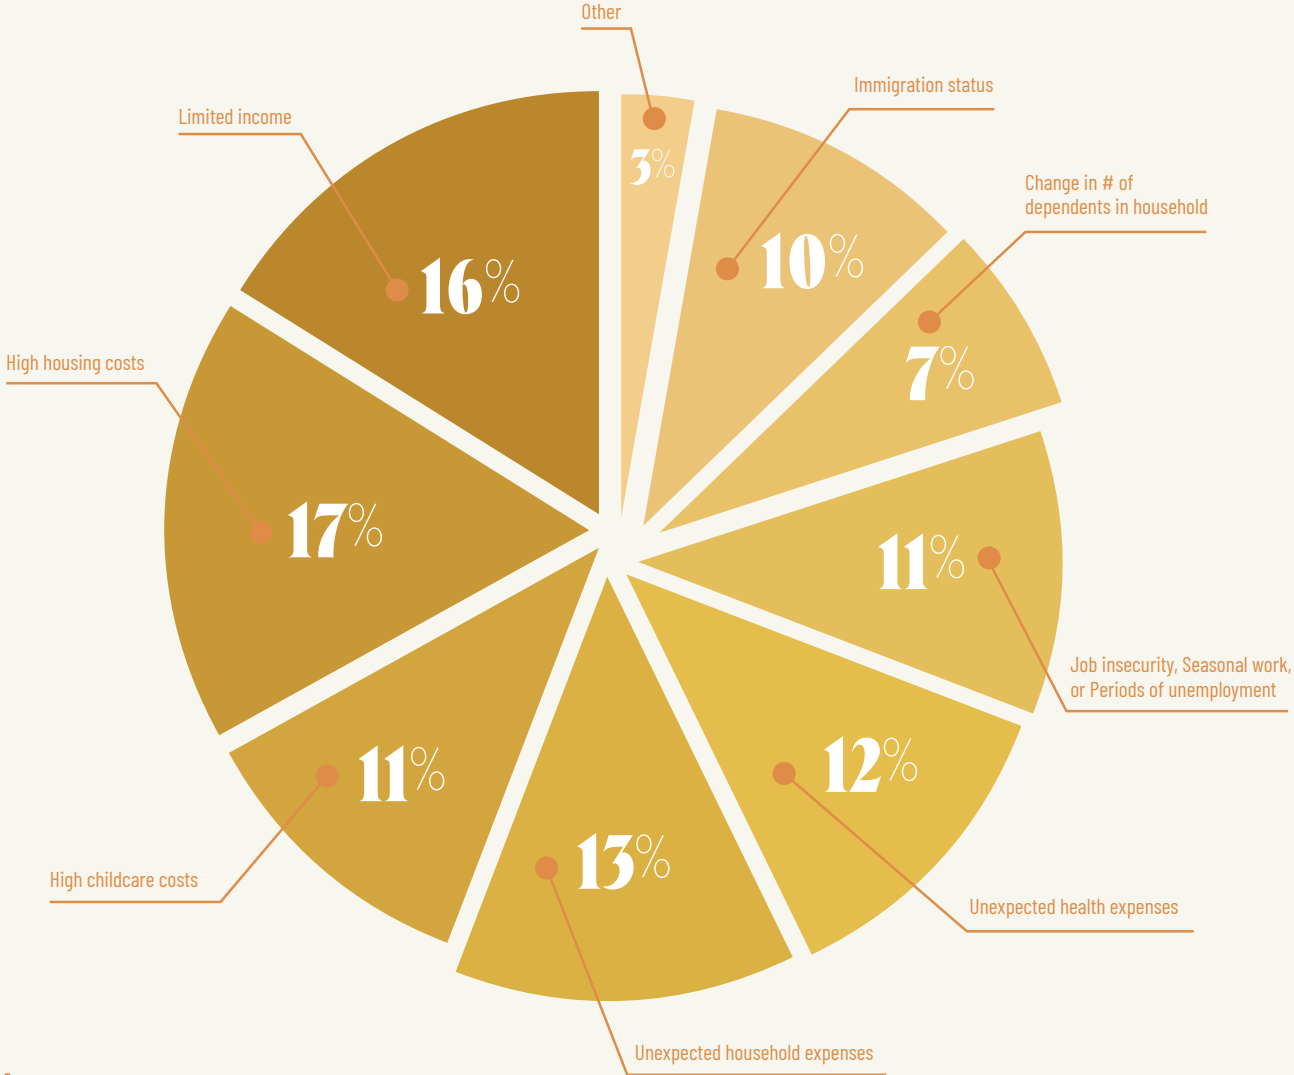 Other
Immigration status
Limited income
3%
Change in # of
dependents in household
10%
16%
7%
High housing costs
17%
11%
Job insecurity, Seasonal work,
or Periods of unemployment
11%
12%
13%
High childcare costs
Unexpected health expenses
Unexpected household expenses